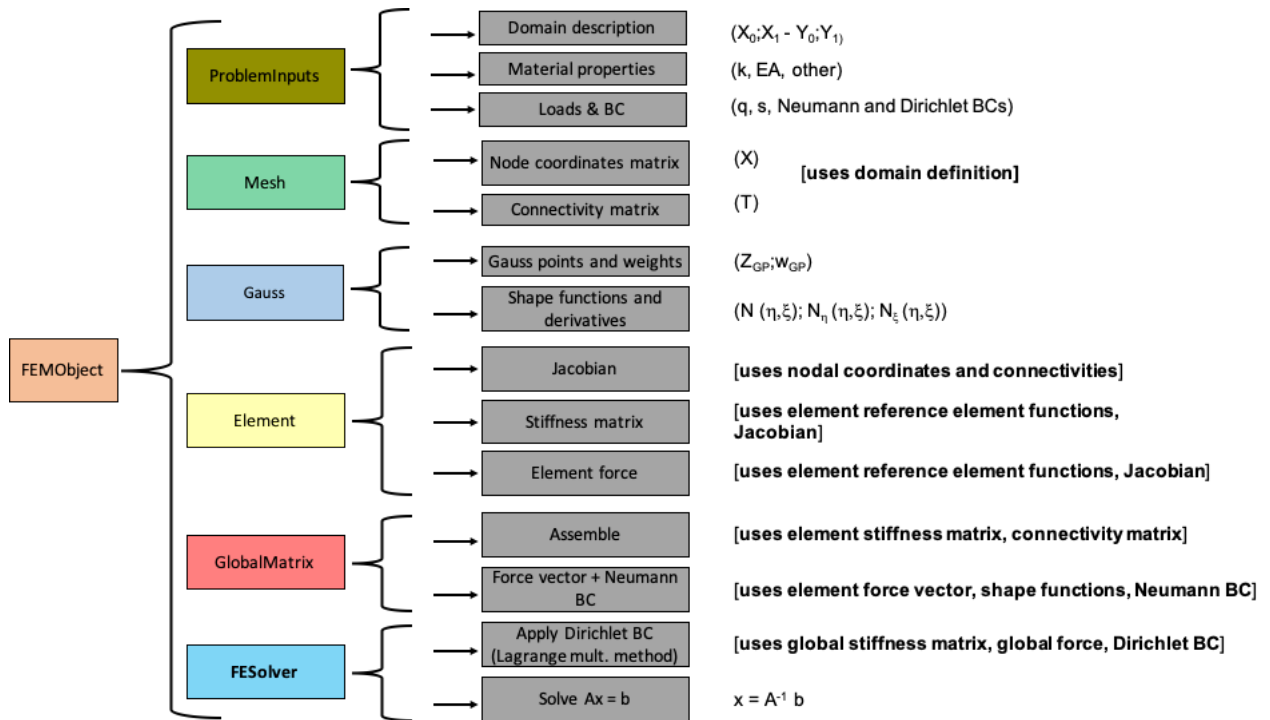 Domain description
(X₀;X₁ - Y₀;Y₁)
ProblemInputs
Material properties
(k, EA, other)
Loads & BC
(q, s, Neumann and Dirichlet BCs)
Mesh
Node coordinates matrix
(X)
[uses domain definition]
Connectivity matrix
(T)
Gauss
Gauss points and weights
(Z_GP;w_GP)
Shape functions and
derivatives
(N (η,ξ); N_η (η,ξ); N_ξ (η,ξ))
FEMObject
Element
Jacobian
[uses nodal coordinates and connectivities]
Stiffness matrix
[uses element reference element functions,
Jacobian]
Element force
[uses element reference element functions, Jacobian]
GlobalMatrix
Assemble
[uses element stiffness matrix, connectivity matrix]
Force vector + Neumann
BC
[uses element force vector, shape functions, Neumann BC]
FESolver
Apply Dirichlet BC
(Lagrange mult. method)
[uses global stiffness matrix, global force, Dirichlet BC]
Solve Ax = b
x = A⁻¹ b